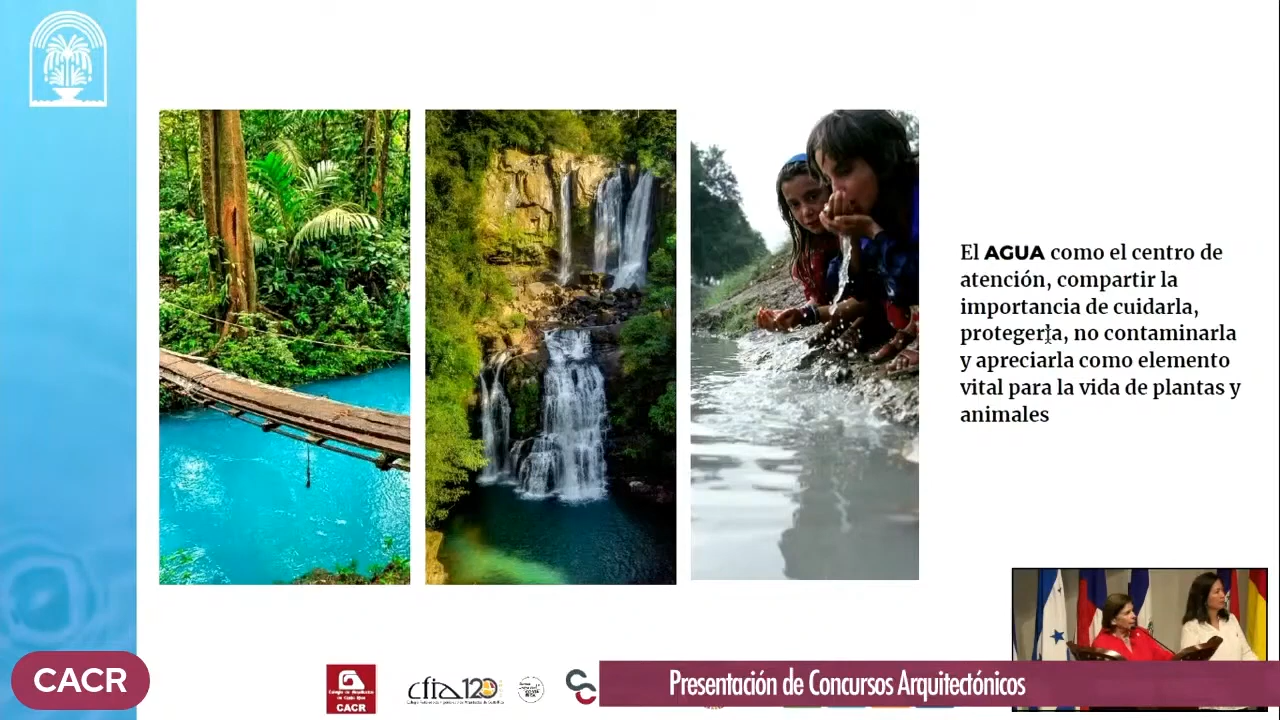 El AGUA como el centro de
atención, compartir la
importancia de cuidarla,
protegerla, no contaminarla
y apreciarla como elemento
vital para la vida de plantas y
animales
CACR
CACR
cfia 120
Presentación de Concursos Arquitectónicos